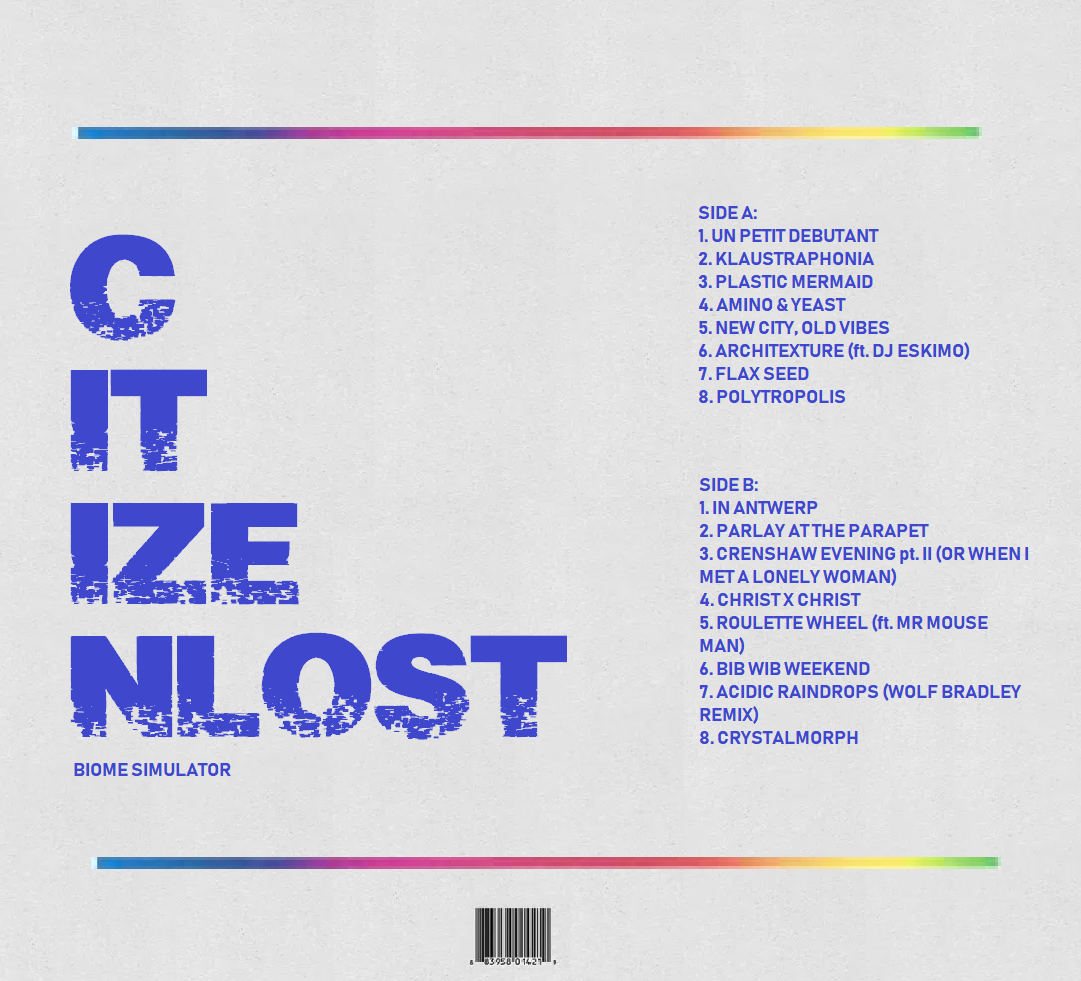 C
IT
IZE
NLOST
BIOME SIMULATOR
SIDE A:
1. UN PETIT DEBUTANT
2. KLAUSTRAPHONIA
3. PLASTIC MERMAID
4. AMINO & YEAST
5. NEW CITY, OLD VIBES
6. ARCHITEXTURE (ft. DJ ESKIMO)
7. FLAX SEED
8. POLYTROPOLIS
SIDE B:
1. IN ANTWERP
2. PARLAY AT THE PARAPET
3. CRENSHAW EVENING pt. II (OR WHEN I
MET A LONELY WOMAN)
4. CHRIST X CHRIST
5. ROULETTE WHEEL (ft. MR MOUSE
MAN)
6. BIB WIB WEEKEND
7. ACIDIC RAINDROPS (WOLF BRADLEY
REMIX)
8. CRYSTALMORPH
83958 01421